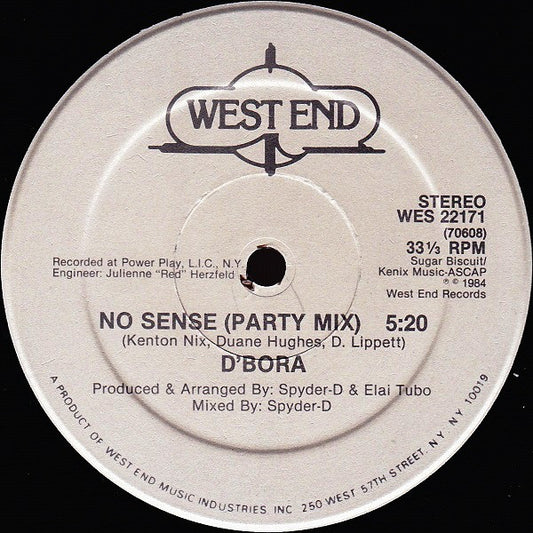 WEST END
STEREO
WES 22171
(70608)
33 1/3 RPM
Sugar Biscuit/
Kenix Music-ASCAP
℗ © 1984
West End Records
Recorded at Power Play, L.I.C., N.Y.
Engineer: Julienne "Red" Herzfeld
NO SENSE (PARTY MIX) 5:20
(Kenton Nix, Duane Hughes, D. Lippett)
D'BORA
Produced & Arranged By: Spyder-D & Elai Tubo
Mixed By: Spyder-D
A PRODUCT OF WEST END MUSIC INDUSTRIES INC 250 WEST 57TH STREET, N.Y. NY 10019